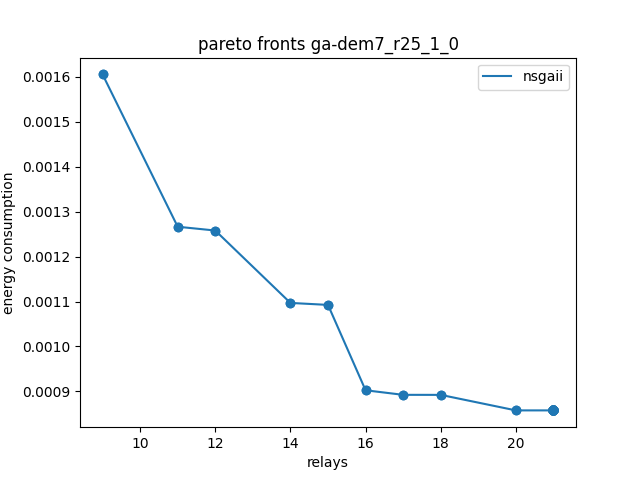 pareto fronts ga-dem7_r25_1_0
nsgaii
0.0016
0.0015
0.0014
0.0013
0.0012
0.0011
0.0010
0.0009
energy consumption
10 12 14 16 18 20
relays